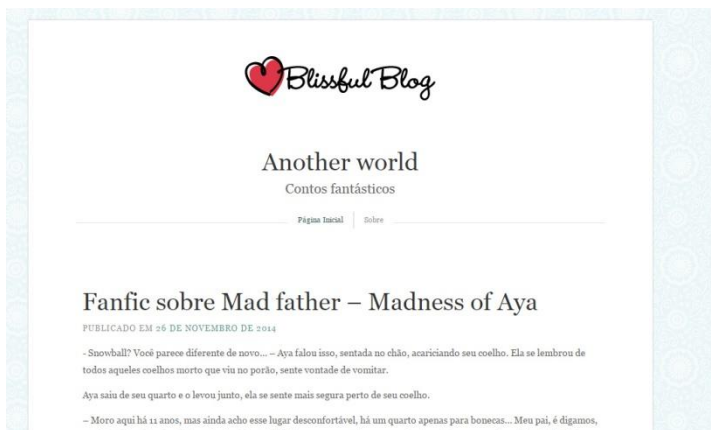 Blissful Blog
Another world
Contos fantásticos
Página Inicial Sobre
Fanfic sobre Mad father – Madness of Aya
PUBLICADO EM 26 DE NOVEMBRO DE 2014
- Snowball? Você parece diferente de novo... – Aya falou isso, sentada no chão, acariciando seu coelho. Ela se lembrou de
todos aqueles coelhos morto que viu no porão, sente vontade de vomitar.
Aya saiu de seu quarto e o levou junto, ela se sente mais segura perto de seu coelho.
– Moro aqui há 11 anos, mas ainda acho esse lugar desconfortável, há um quarto apenas para bonecas... Meu pai, é digamos,